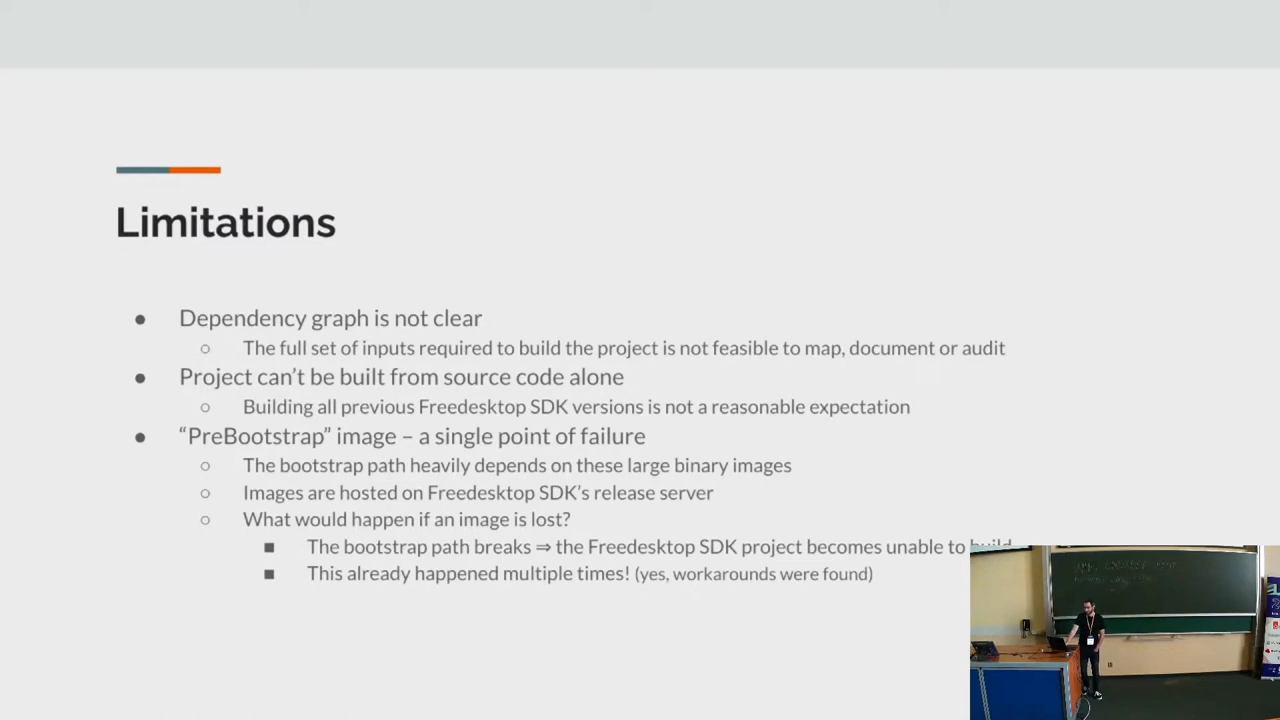 Limitations
● Dependency graph is not clear
○ The full set of inputs required to build the project is not feasible to map, document or audit
● Project can’t be built from source code alone
○ Building all previous Freedesktop SDK versions is not a reasonable expectation
● “PreBootstrap” image – a single point of failure
○ The bootstrap path heavily depends on these large binary images
○ Images are hosted on Freedesktop SDK’s release server
○ What would happen if an image is lost?
■ The bootstrap path breaks ⇒ the Freedesktop SDK project becomes unable to build
■ This already happened multiple times! (yes, workarounds were found)